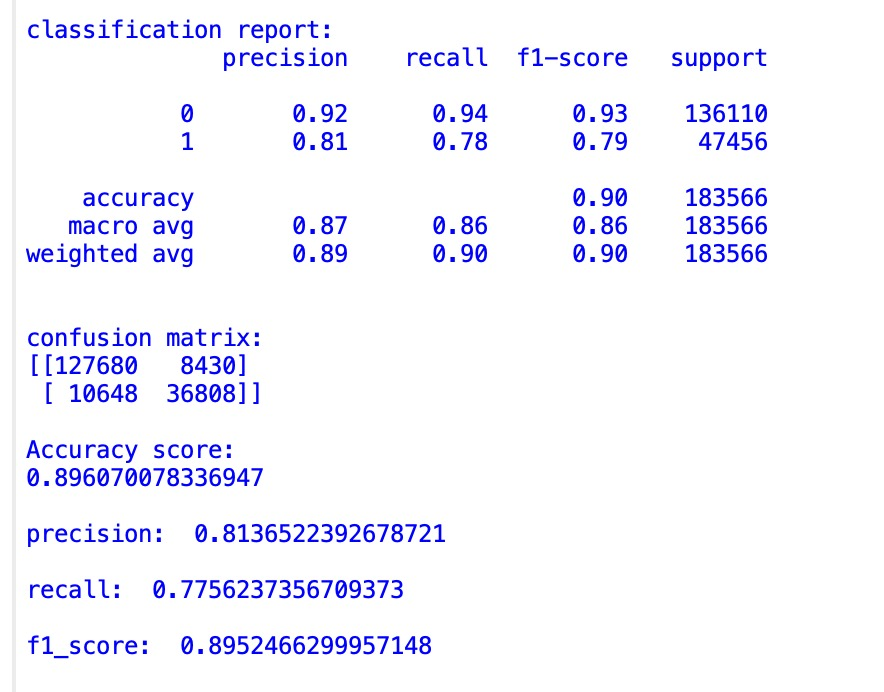 classification report:
precision recall f1-score support
0 0.92 0.94 0.93 136110
1 0.81 0.78 0.79 47456
accuracy 0.90 183566
macro avg 0.87 0.86 0.86 183566
weighted avg 0.89 0.90 0.90 183566
confusion matrix:
[[127680 8430]
[ 10648 36808]]
Accuracy score:
0.896070078336947
precision: 0.8136522392678721
recall: 0.7756237356709373
f1_score: 0.8952466299957148